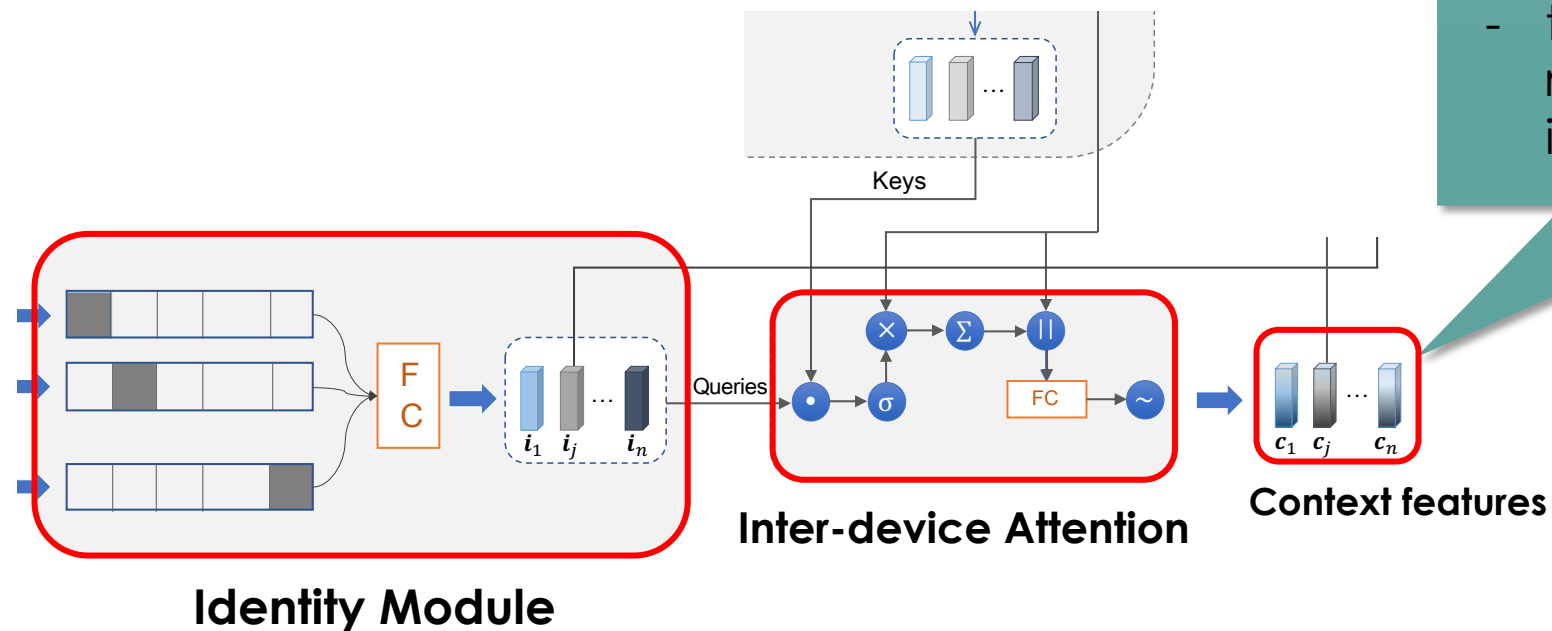 ...
Keys
F
C
...
i₁ iⱼ iₙ
Queries
•
σ
×
Σ
||
FC
~
...
c₁ cⱼ cₙ
Identity Module
Inter-device Attention
Context features